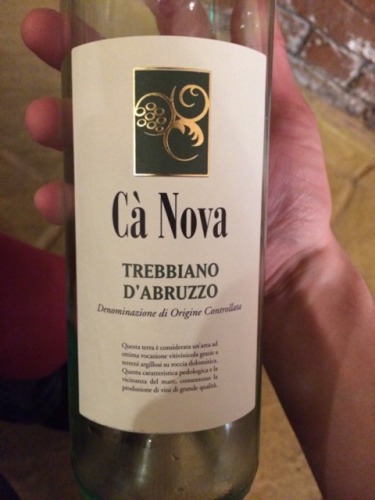 Cà Nova
TREBBIANO
D'ABRUZZO
Denominazione di Origine Controllata
Questa terra è considerata un'area ad
ottima vocazione vitivinicola grazie a
terreni argillosi su roccia dolomitica.
Questa caratteristica pedologica e la
vicinanza del mare, consentono la
produzione di vini di grande qualità.